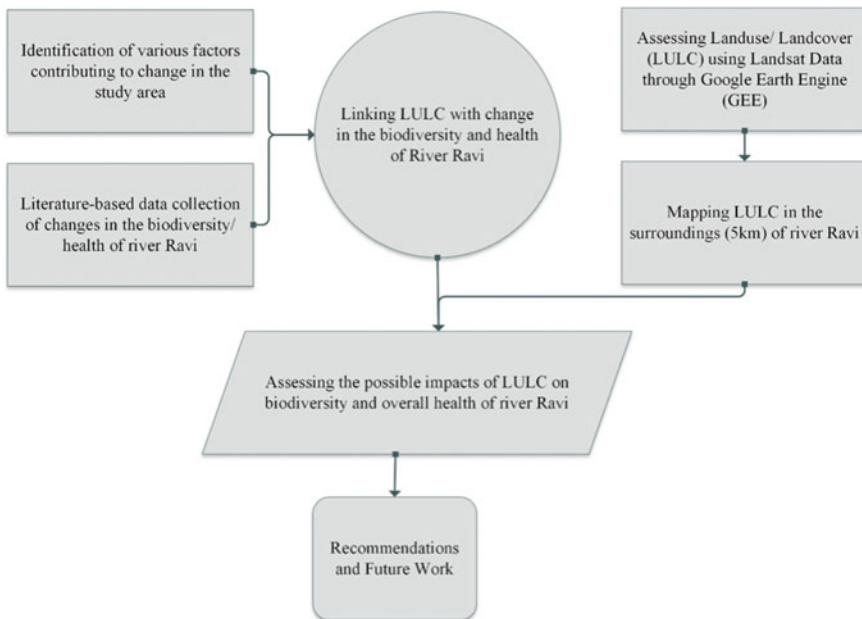 Identification of various factors
contributing to change in the
study area
Literature-based data collection
of changes in the biodiversity/
health of river Ravi
Linking LULC with change
in the biodiversity and health
of River Ravi
Assessing Landuse/ Landcover
(LULC) using Landsat Data
through Google Earth Engine
(GEE)
Mapping LULC in the
surroundings (5km) of river Ravi
Assessing the possible impacts of LULC on
biodiversity and overall health of river Ravi
Recommendations
and Future Work